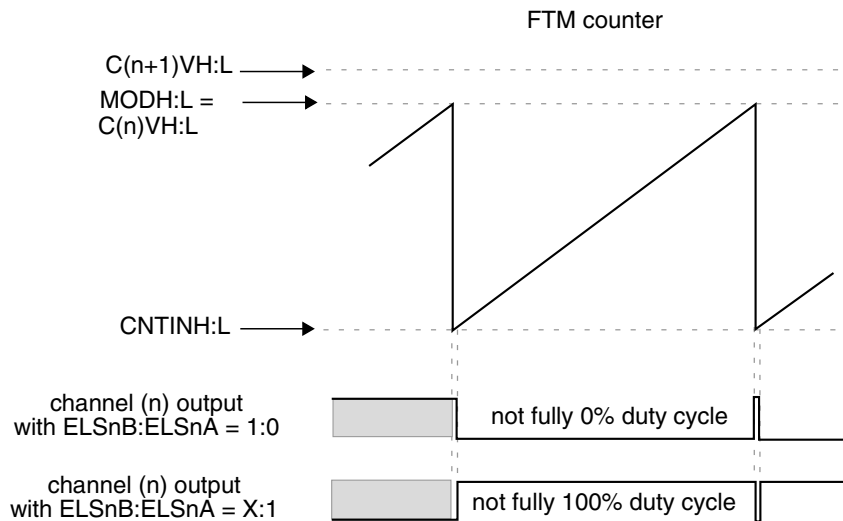 FTM counter
C(n+1)VH:L
MODH:L =
C(n)VH:L
CNTINH:L
channel (n) output
with ELSnB:ELSnA = 1:0
not fully 0% duty cycle
channel (n) output
with ELSnB:ELSnA = X:1
not fully 100% duty cycle